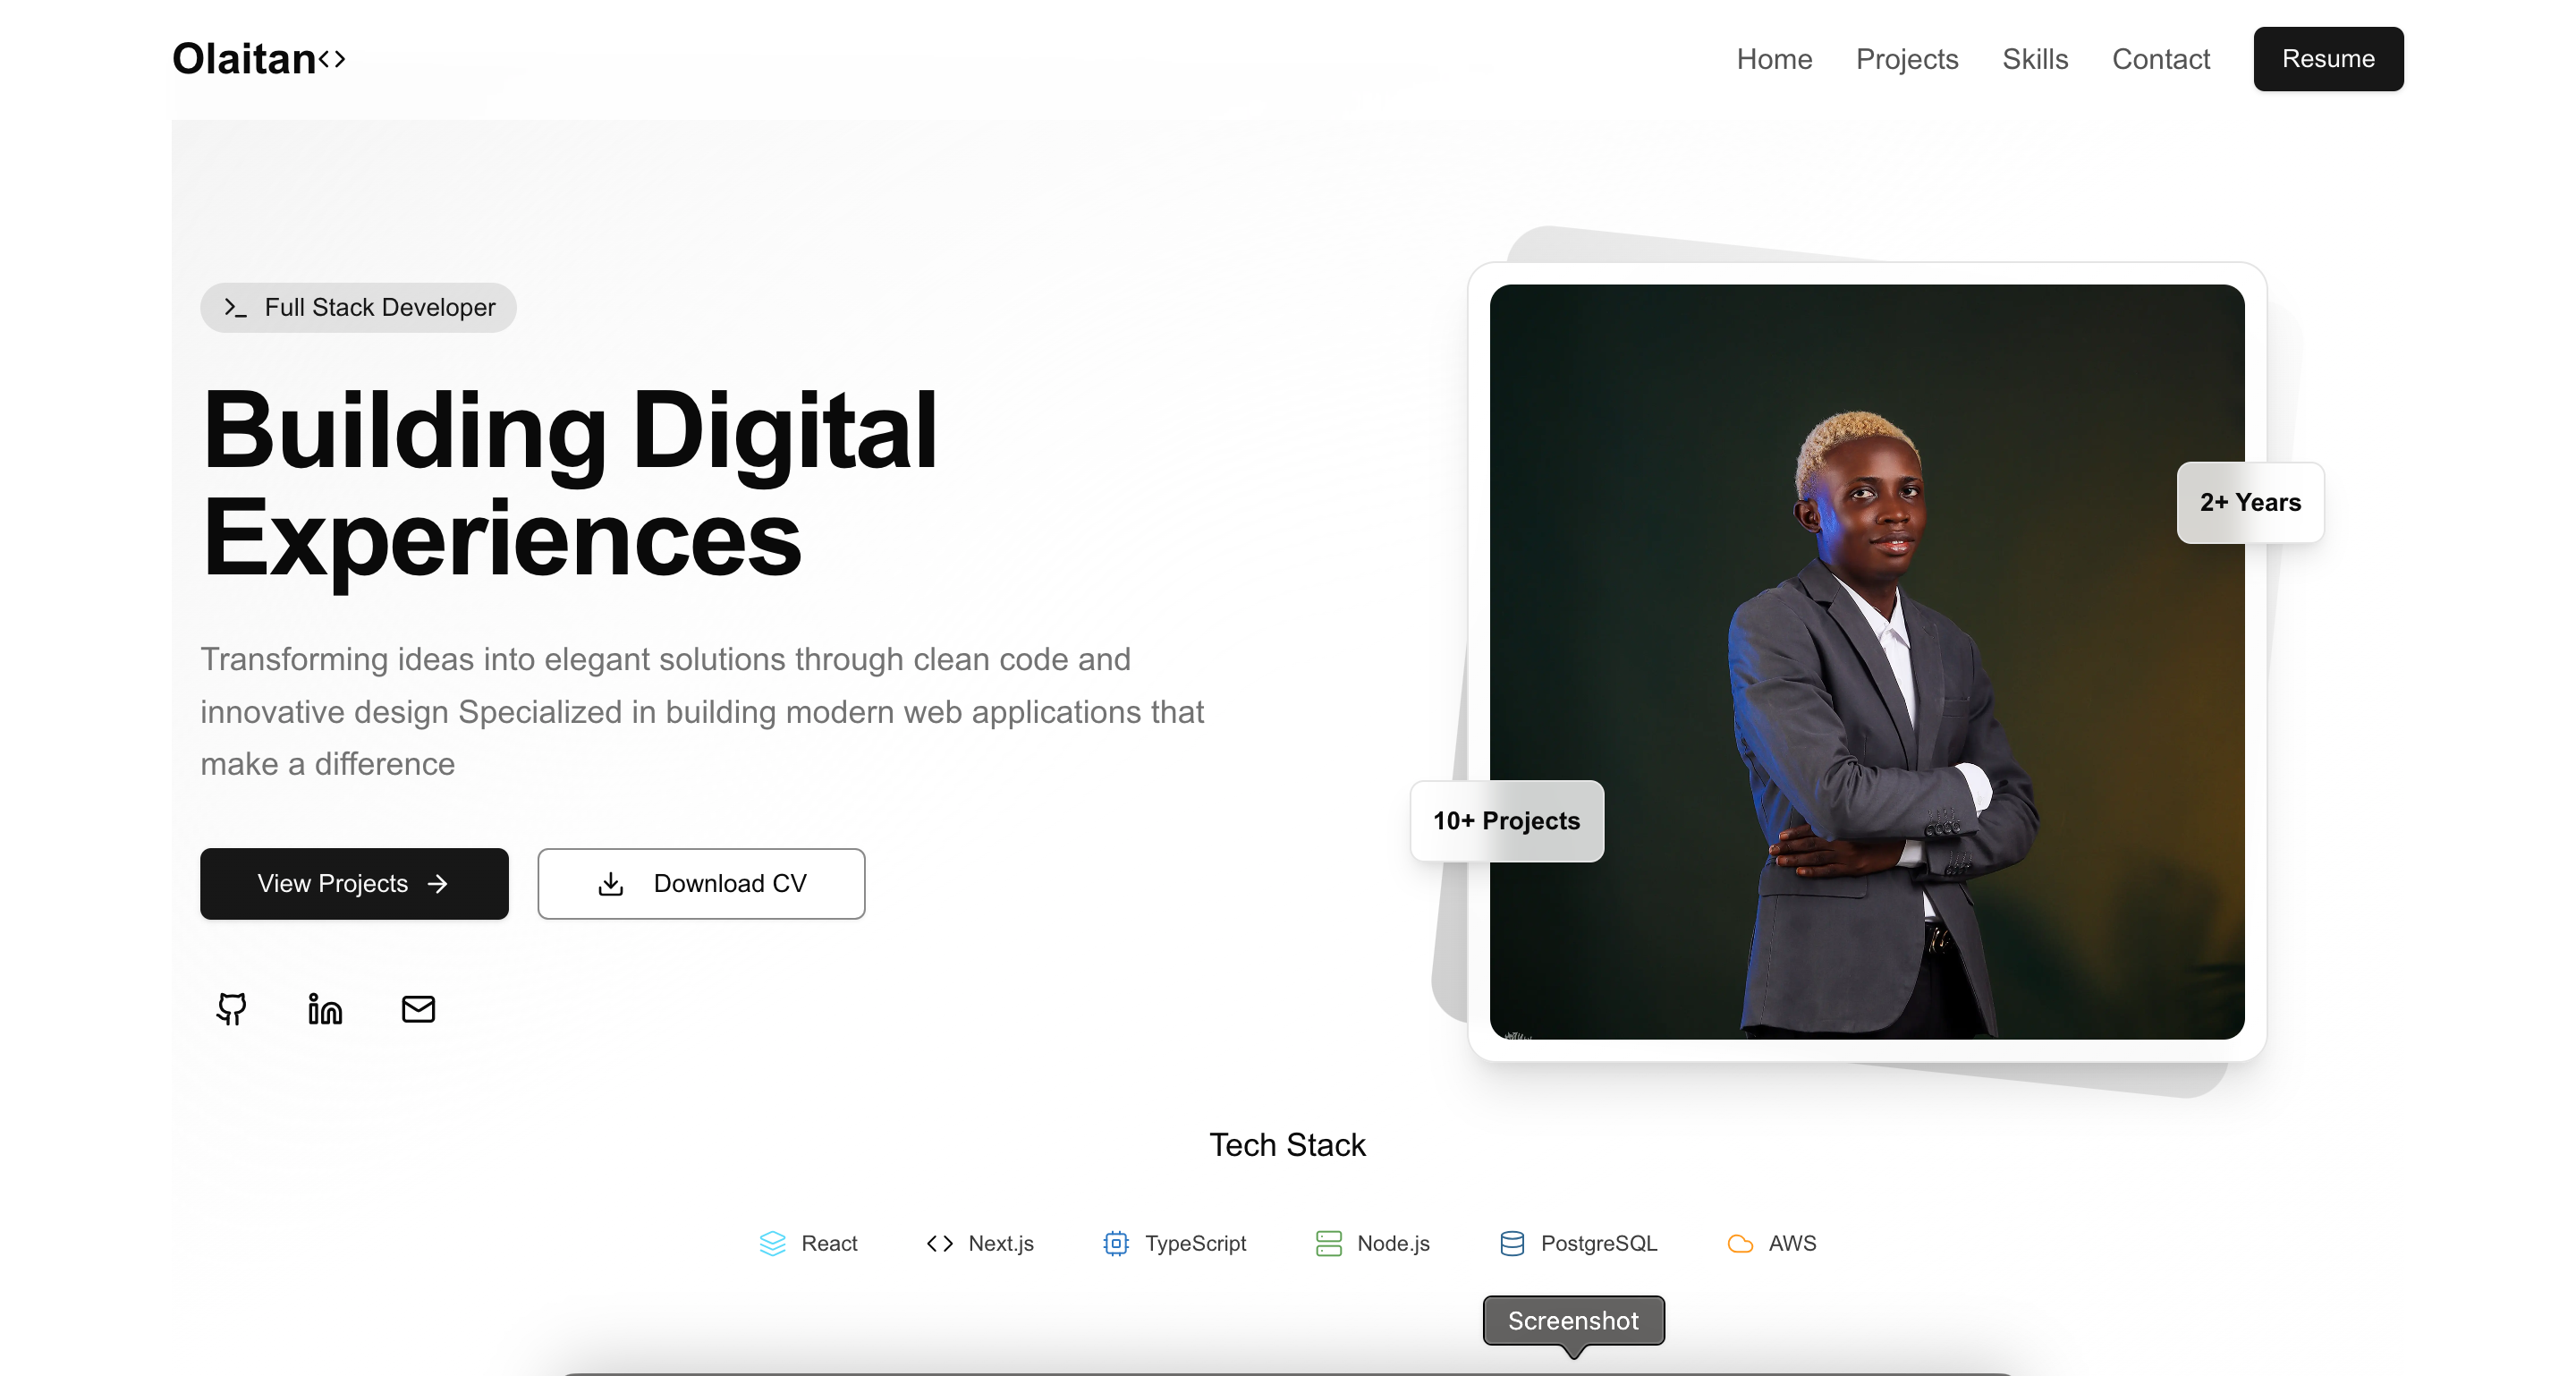 Olaitan<>
Home Projects Skills Contact Resume
Full Stack Developer
Building Digital
Experiences
Transforming ideas into elegant solutions through clean code and
innovative design Specialized in building modern web applications that
make a difference
View Projects
Download CV
2+ Years
10+ Projects
Tech Stack
React Next.js TypeScript Node.js PostgreSQL AWS
Screenshot